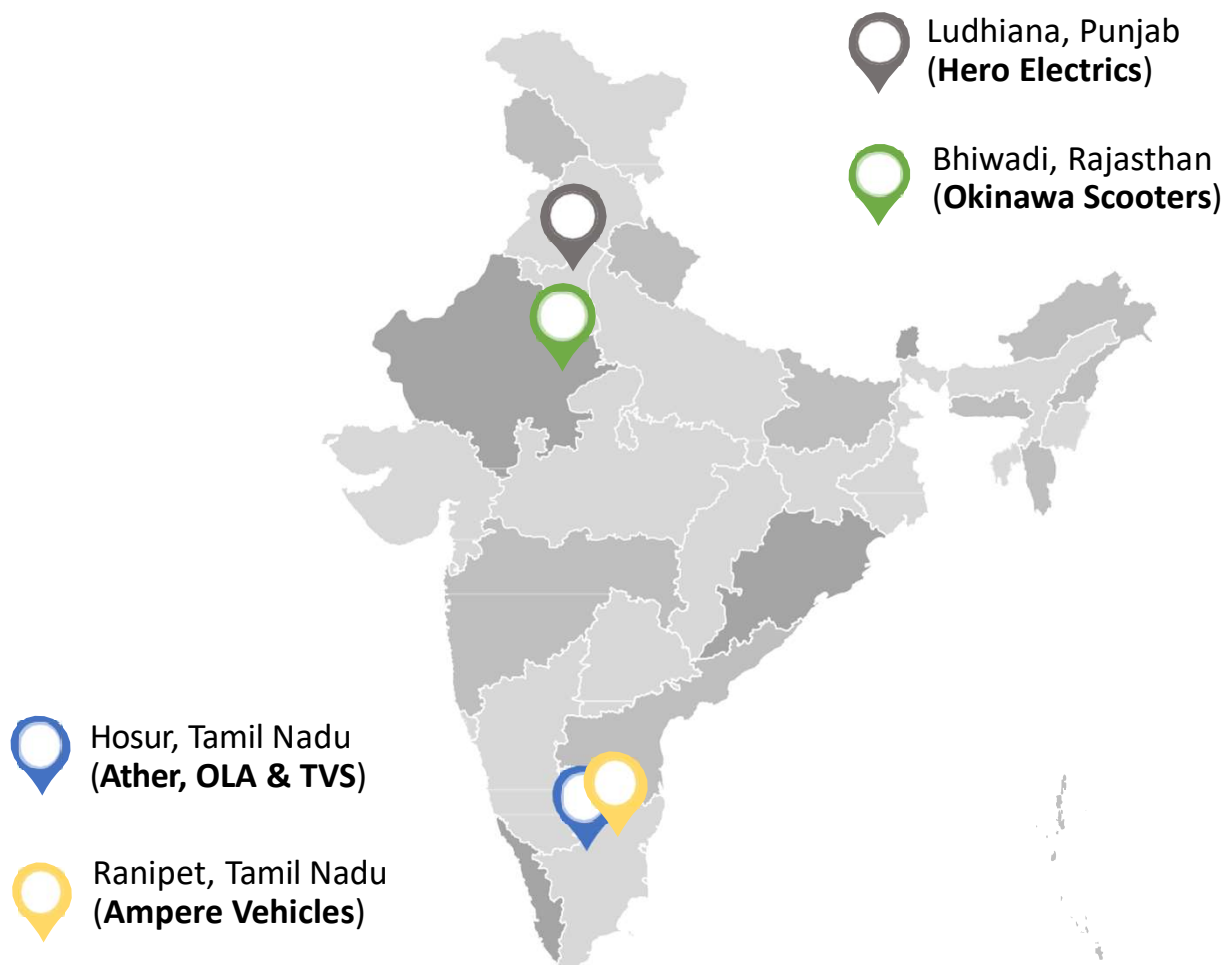 Ludhiana, Punjab
(Hero Electrics)
Bhiwadi, Rajasthan
(Okinawa Scooters)
Hosur, Tamil Nadu
(Ather, OLA & TVS)
Ranipet, Tamil Nadu
(Ampere Vehicles)